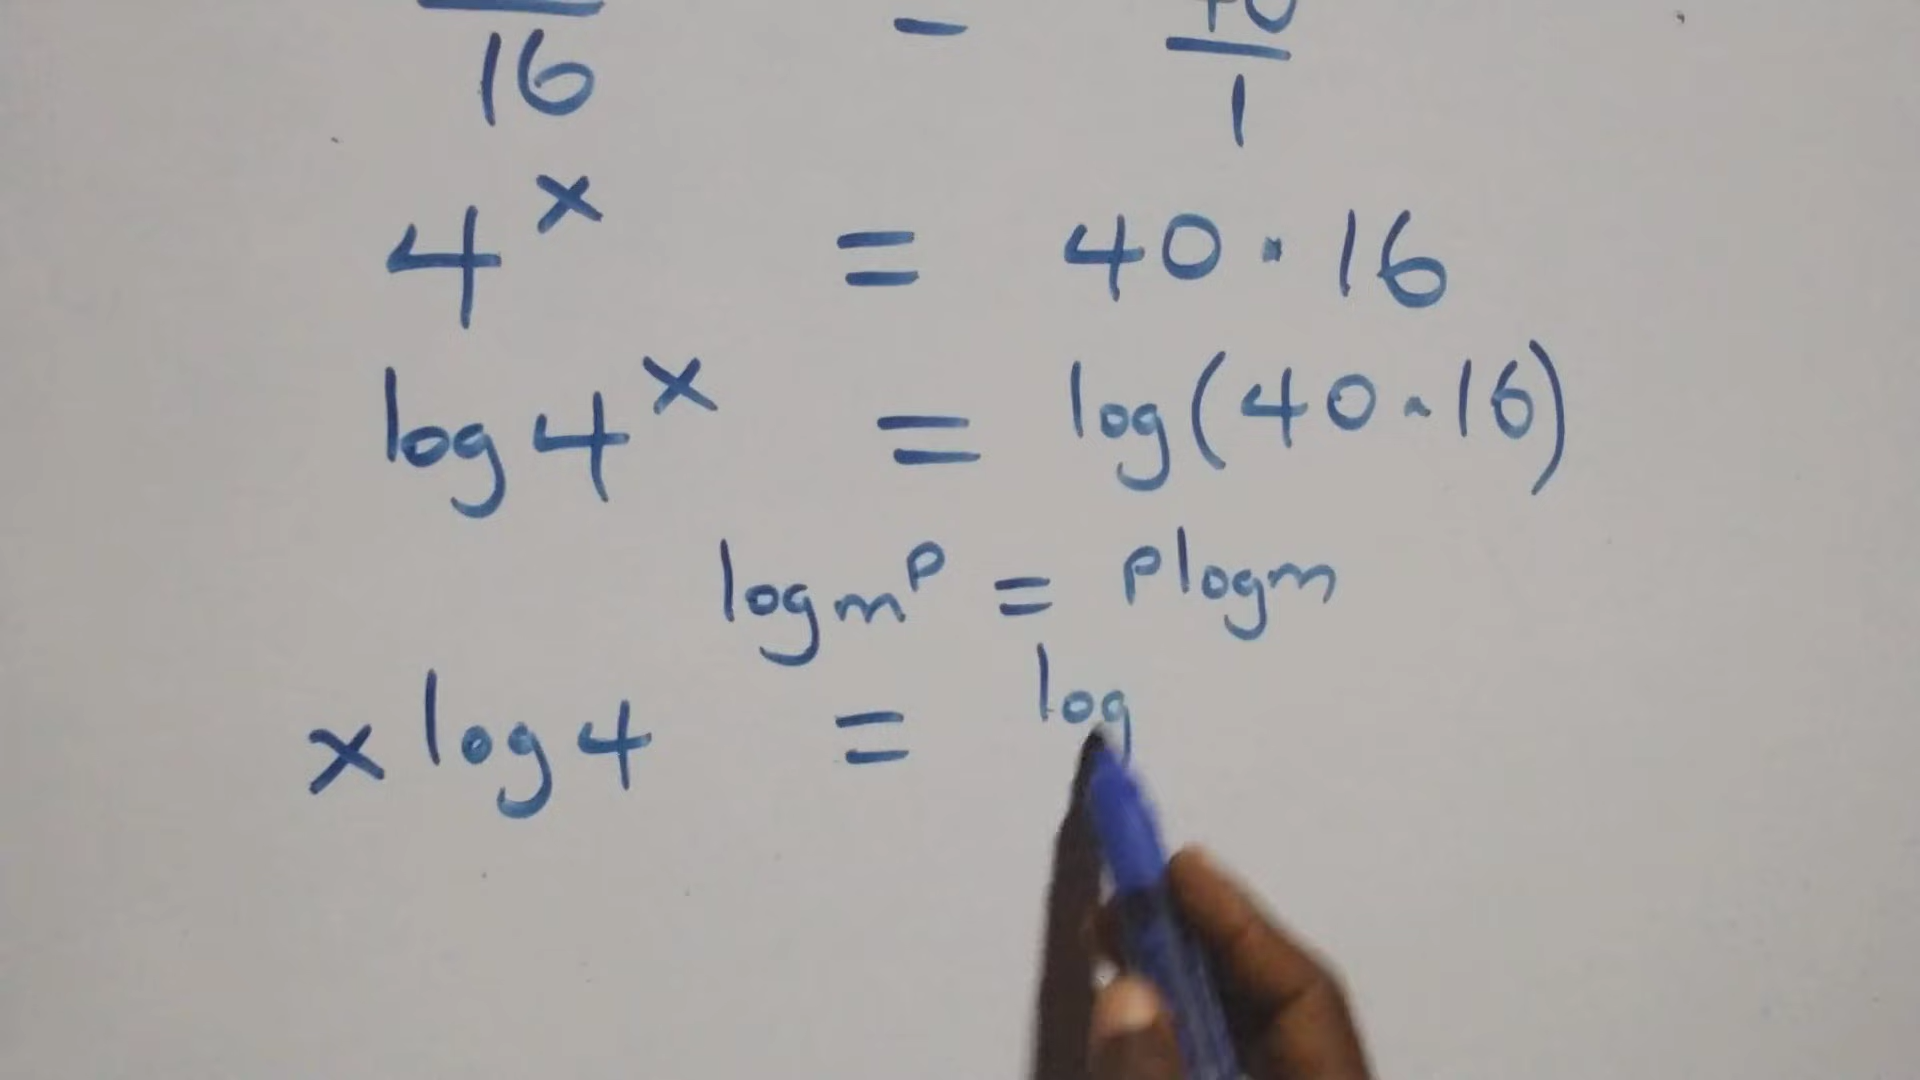 16 - 1
4^x = 40 · 16
log 4^x = log(40 · 16)
log m^p = p log m
x log 4 = log